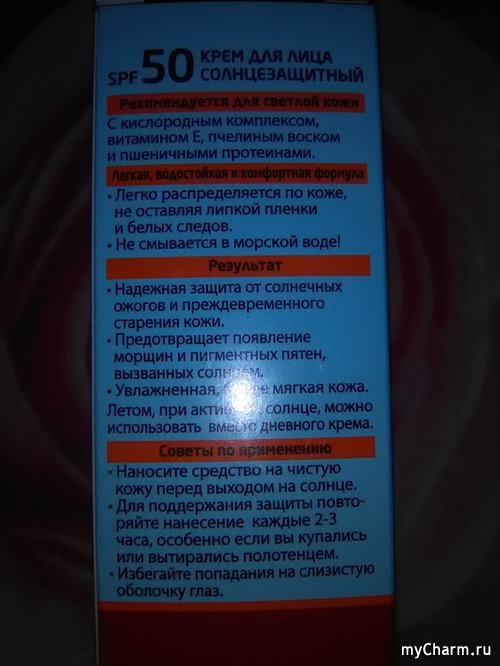 SPF 50 КРЕМ ДЛЯ ЛИЦА
СОЛНЦЕЗАЩИТНЫЙ
Рекомендуется для светлой кожи
С кислородным комплексом,
витамином Е, пчелиным воском
и пшеничными протеинами.
Легкая, водостойкая и комфортная формула
• Легко распределяется по коже,
не оставляя липкой пленки
и белых следов.
• Не смывается в морской воде!
Результат
• Надежная защита от солнечных
ожогов и преждевременного
старения кожи.
• Предотвращает появление
морщин и пигментных пятен,
вызванных солнцем.
• Увлажненная, мягкая кожа.
Летом, при солнце, можно
использовать вместо дневного крема.
Советы по применению
• Наносите средство на чистую
кожу перед выходом на солнце.
• Для поддержания защиты повто-
ряйте нанесение каждые 2-3
часа, особенно если вы купались
или вытирались полотенцем.
• Избегайте попадания на слизистую
оболочку глаз.
myCharm.ru